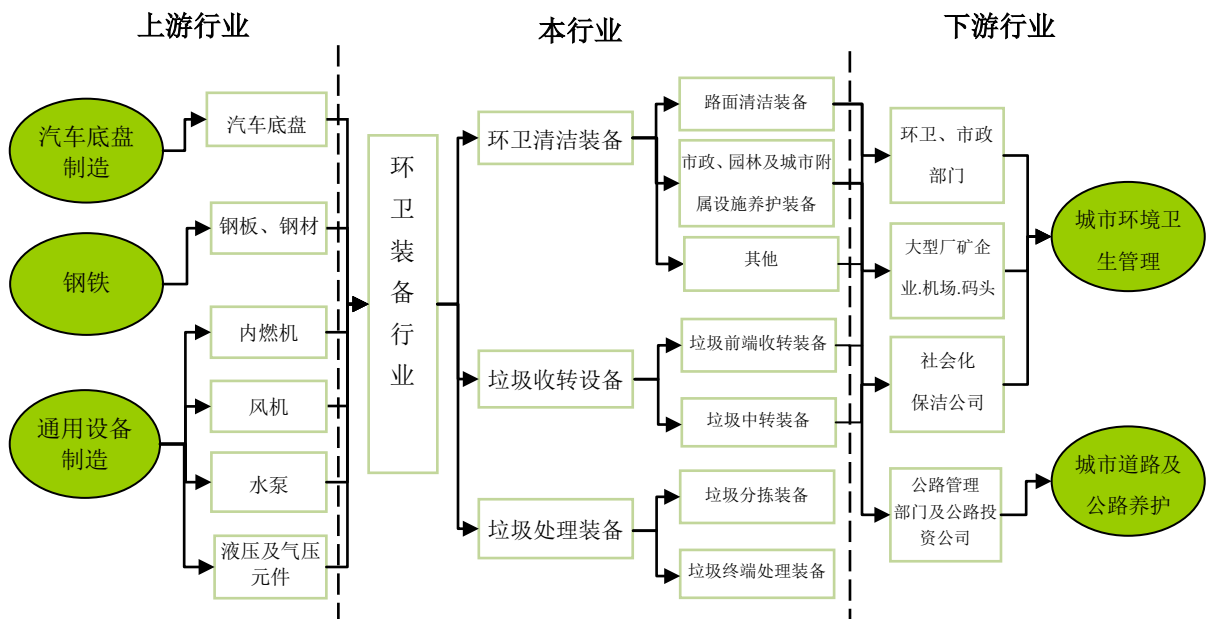 上游行业
本行业
下游行业
汽车底盘
制造
钢铁
通用设备
制造
汽车底盘
钢板、钢材
内燃机
风机
水泵
液压及气压
元件
环
卫
装
备
行
业
环卫清洁装备
垃圾收转设备
垃圾处理装备
路面清洁装备
市政、园林及城市附
属设施养护装备
其他
垃圾前端收转装备
垃圾中转装备
垃圾分拣装备
垃圾终端处理装备
环卫、市政
部门
大型厂矿企
业.机场.码头
社会化
保洁公司
公路管理
部门及公路投
资公司
城市环境卫
生管理
城市道路及
公路养护